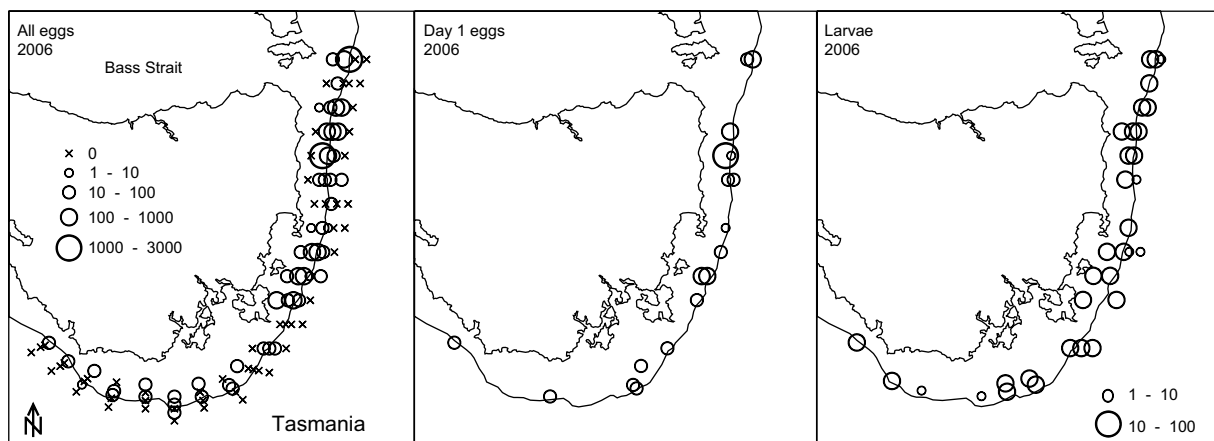 All eggs
2006
Bass Strait
× 0
1 - 10
10 - 100
100 - 1000
1000 - 3000
N
Tasmania
Day 1 eggs
2006
Larvae
2006
1 - 10
10 - 100